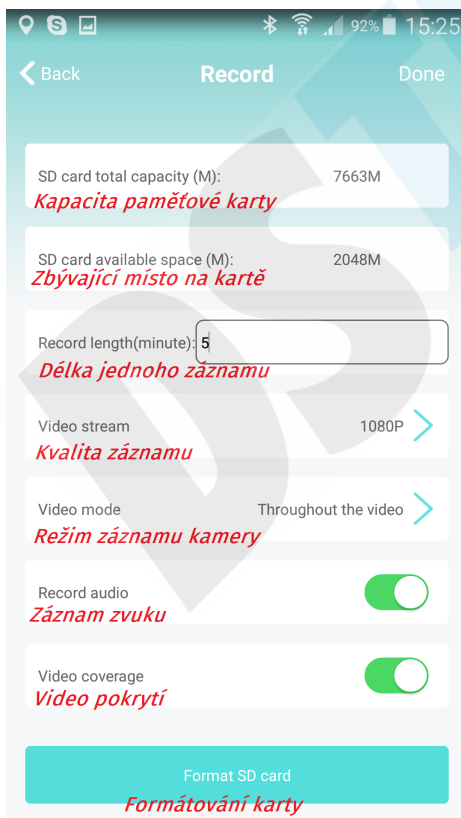 92% 15:25
Back Record Done
SD card total capacity (M): 7663M
Kapacita paměťové karty
SD card available space (M): 2048M
Zbývající místo na kartě
Record length(minute): 5
Délka jednoho záznamu
Video stream 1080P
Kvalita záznamu
Video mode Throughout the video
Režim záznamu kamery
Record audio
Záznam zvuku
Video coverage
Video pokrytí
Format SD card
Formátování karty